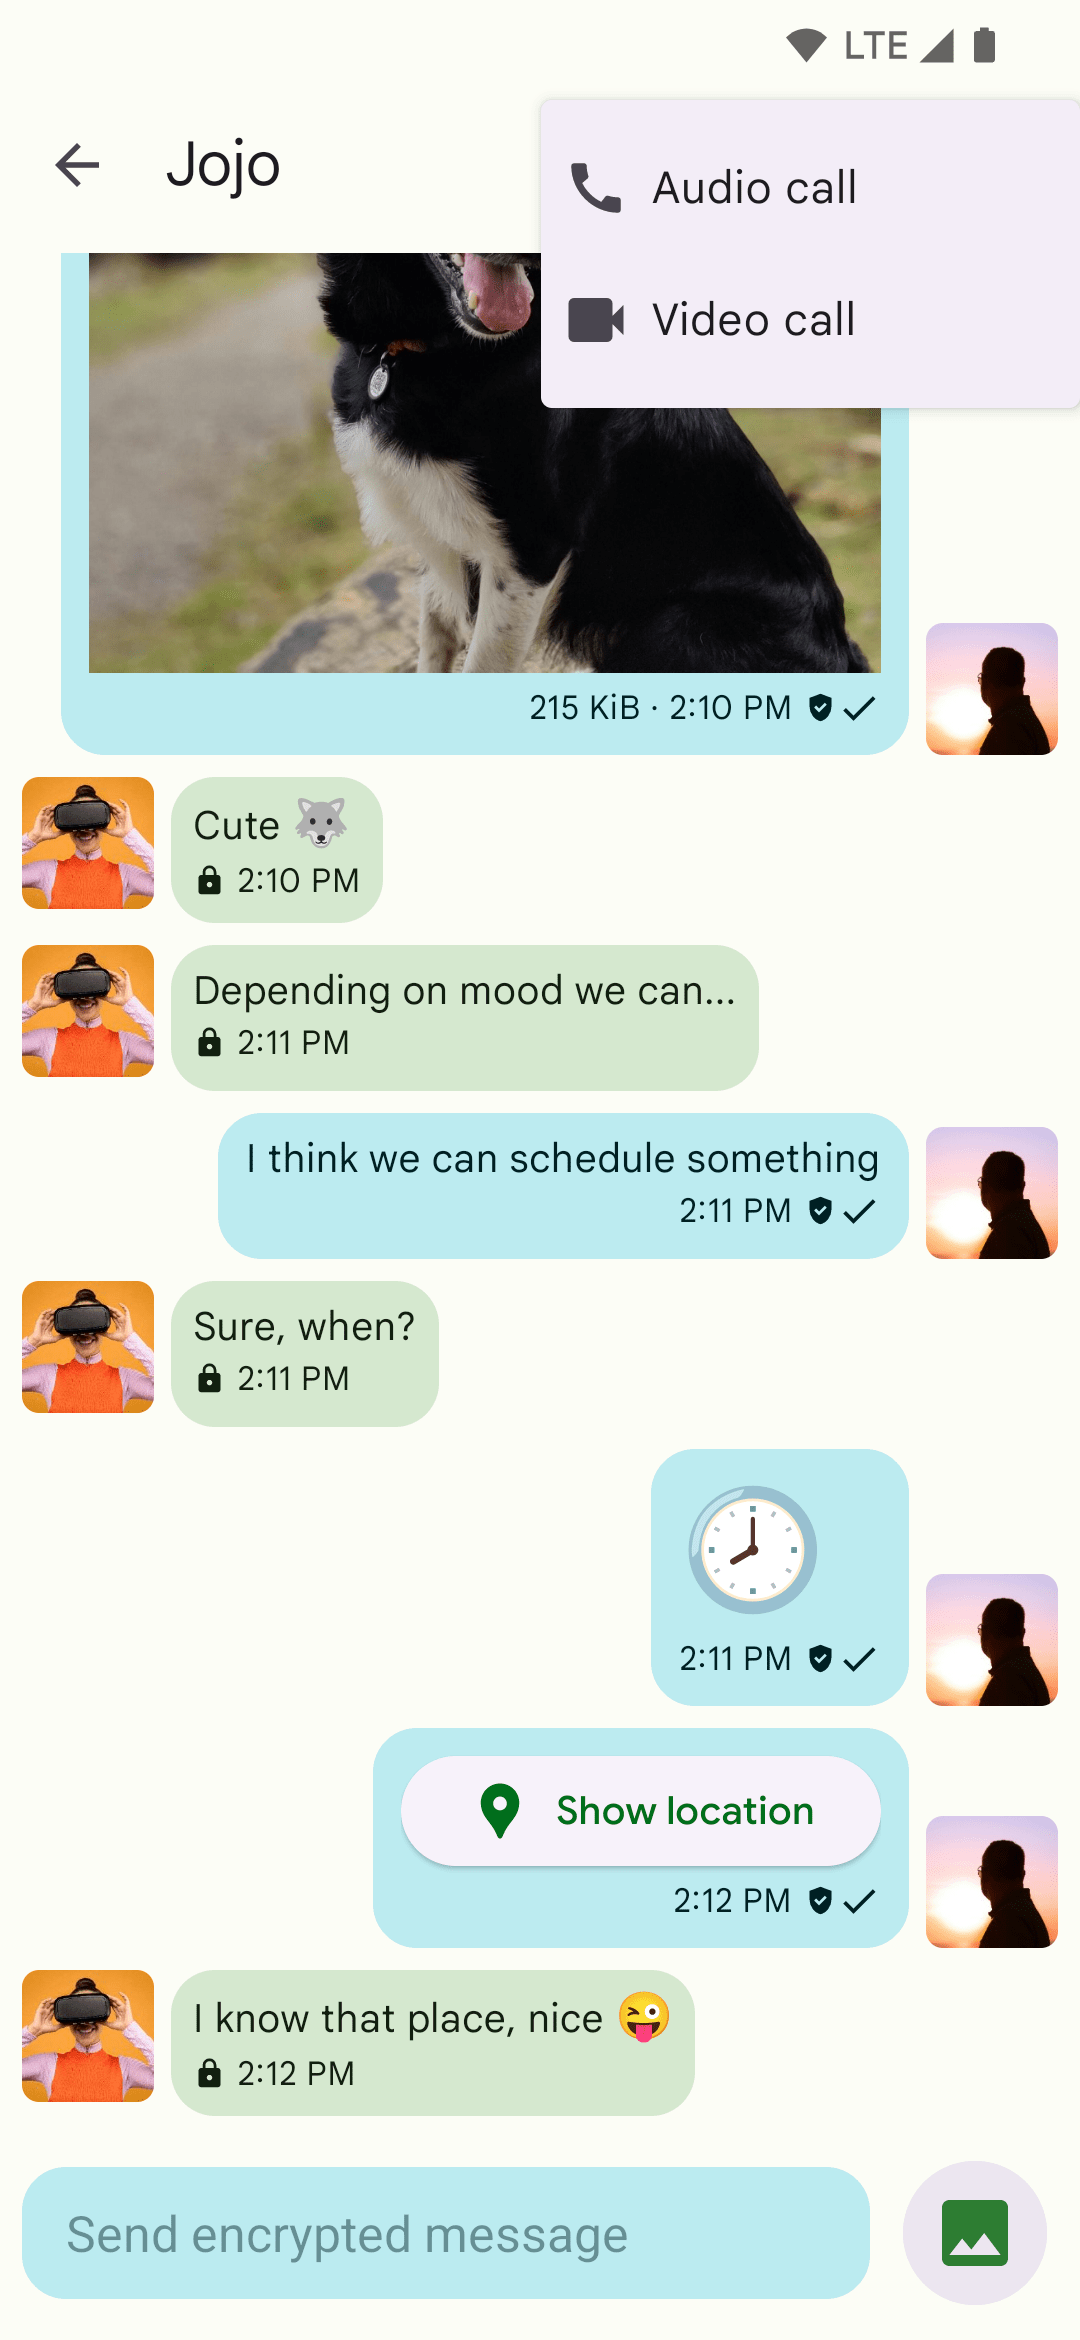 LTE
Jojo
Audio call
Video call
215 KiB · 2:10 PM
Cute 🐺
2:10 PM
Depending on mood we can...
2:11 PM
I think we can schedule something
2:11 PM
Sure, when?
2:11 PM
🕗
2:11 PM
Show location
2:12 PM
I know that place, nice 😜
2:12 PM
Send encrypted message